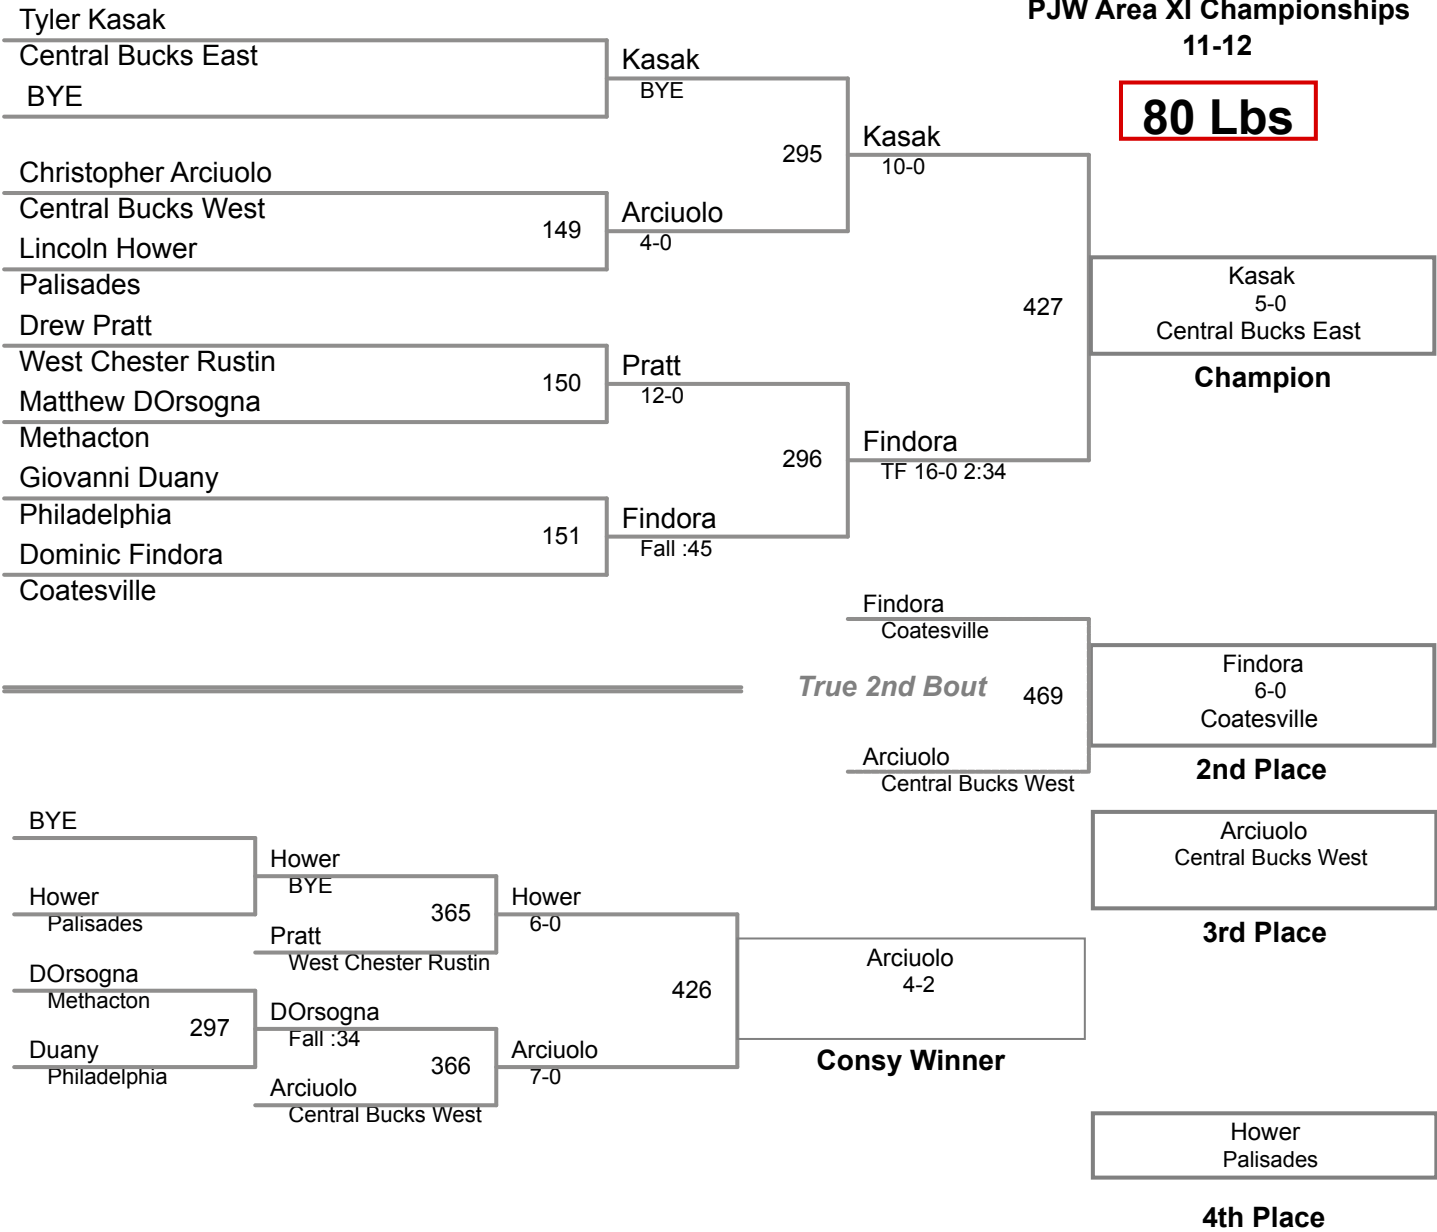 PJW Area XI Championships
11-12
80 Lbs
Tyler Kasak
Central Bucks East
BYE
Christopher Arciuolo
Central Bucks West
149
Lincoln Hower
Palisades
Drew Pratt
West Chester Rustin
150
Matthew DOrsogna
Methacton
Giovanni Duany
Philadelphia
151
Dominic Findora
Coatesville
Kasak
BYE
295
Arciuolo
4-0
Pratt
12-0
296
Findora
Fall :45
Kasak
10-0
427
Findora
TF 16-0 2:34
Kasak
5-0
Central Bucks East
Champion
Findora
Coatesville
True 2nd Bout
469
Arciuolo
Central Bucks West
Findora
6-0
Coatesville
2nd Place
BYE
Hower
Palisades
DOrsogna
Methacton
297
Duany
Philadelphia
Hower
BYE
365
Pratt
West Chester Rustin
DOrsogna
Fall :34
366
Arciuolo
Central Bucks West
Hower
6-0
426
Arciuolo
7-0
Arciuolo
4-2
Consy Winner
Arciuolo
Central Bucks West
3rd Place
Hower
Palisades
4th Place